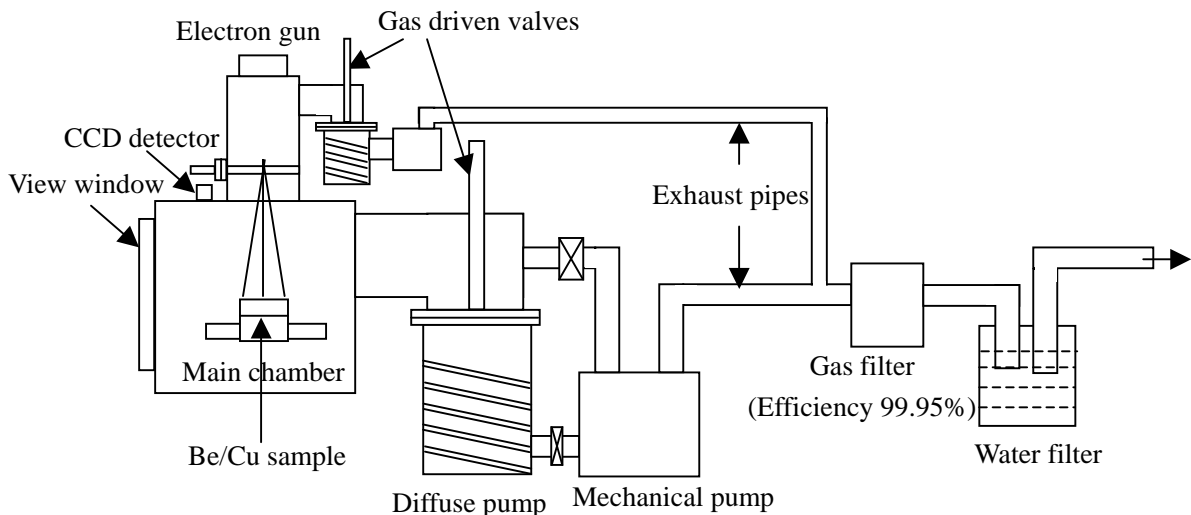 Electron gun
Gas driven valves
CCD detector
View window
Exhaust pipes
Main chamber
Gas filter
(Efficiency 99.95%)
Be/Cu sample
Water filter
Diffuse pump
Mechanical pump